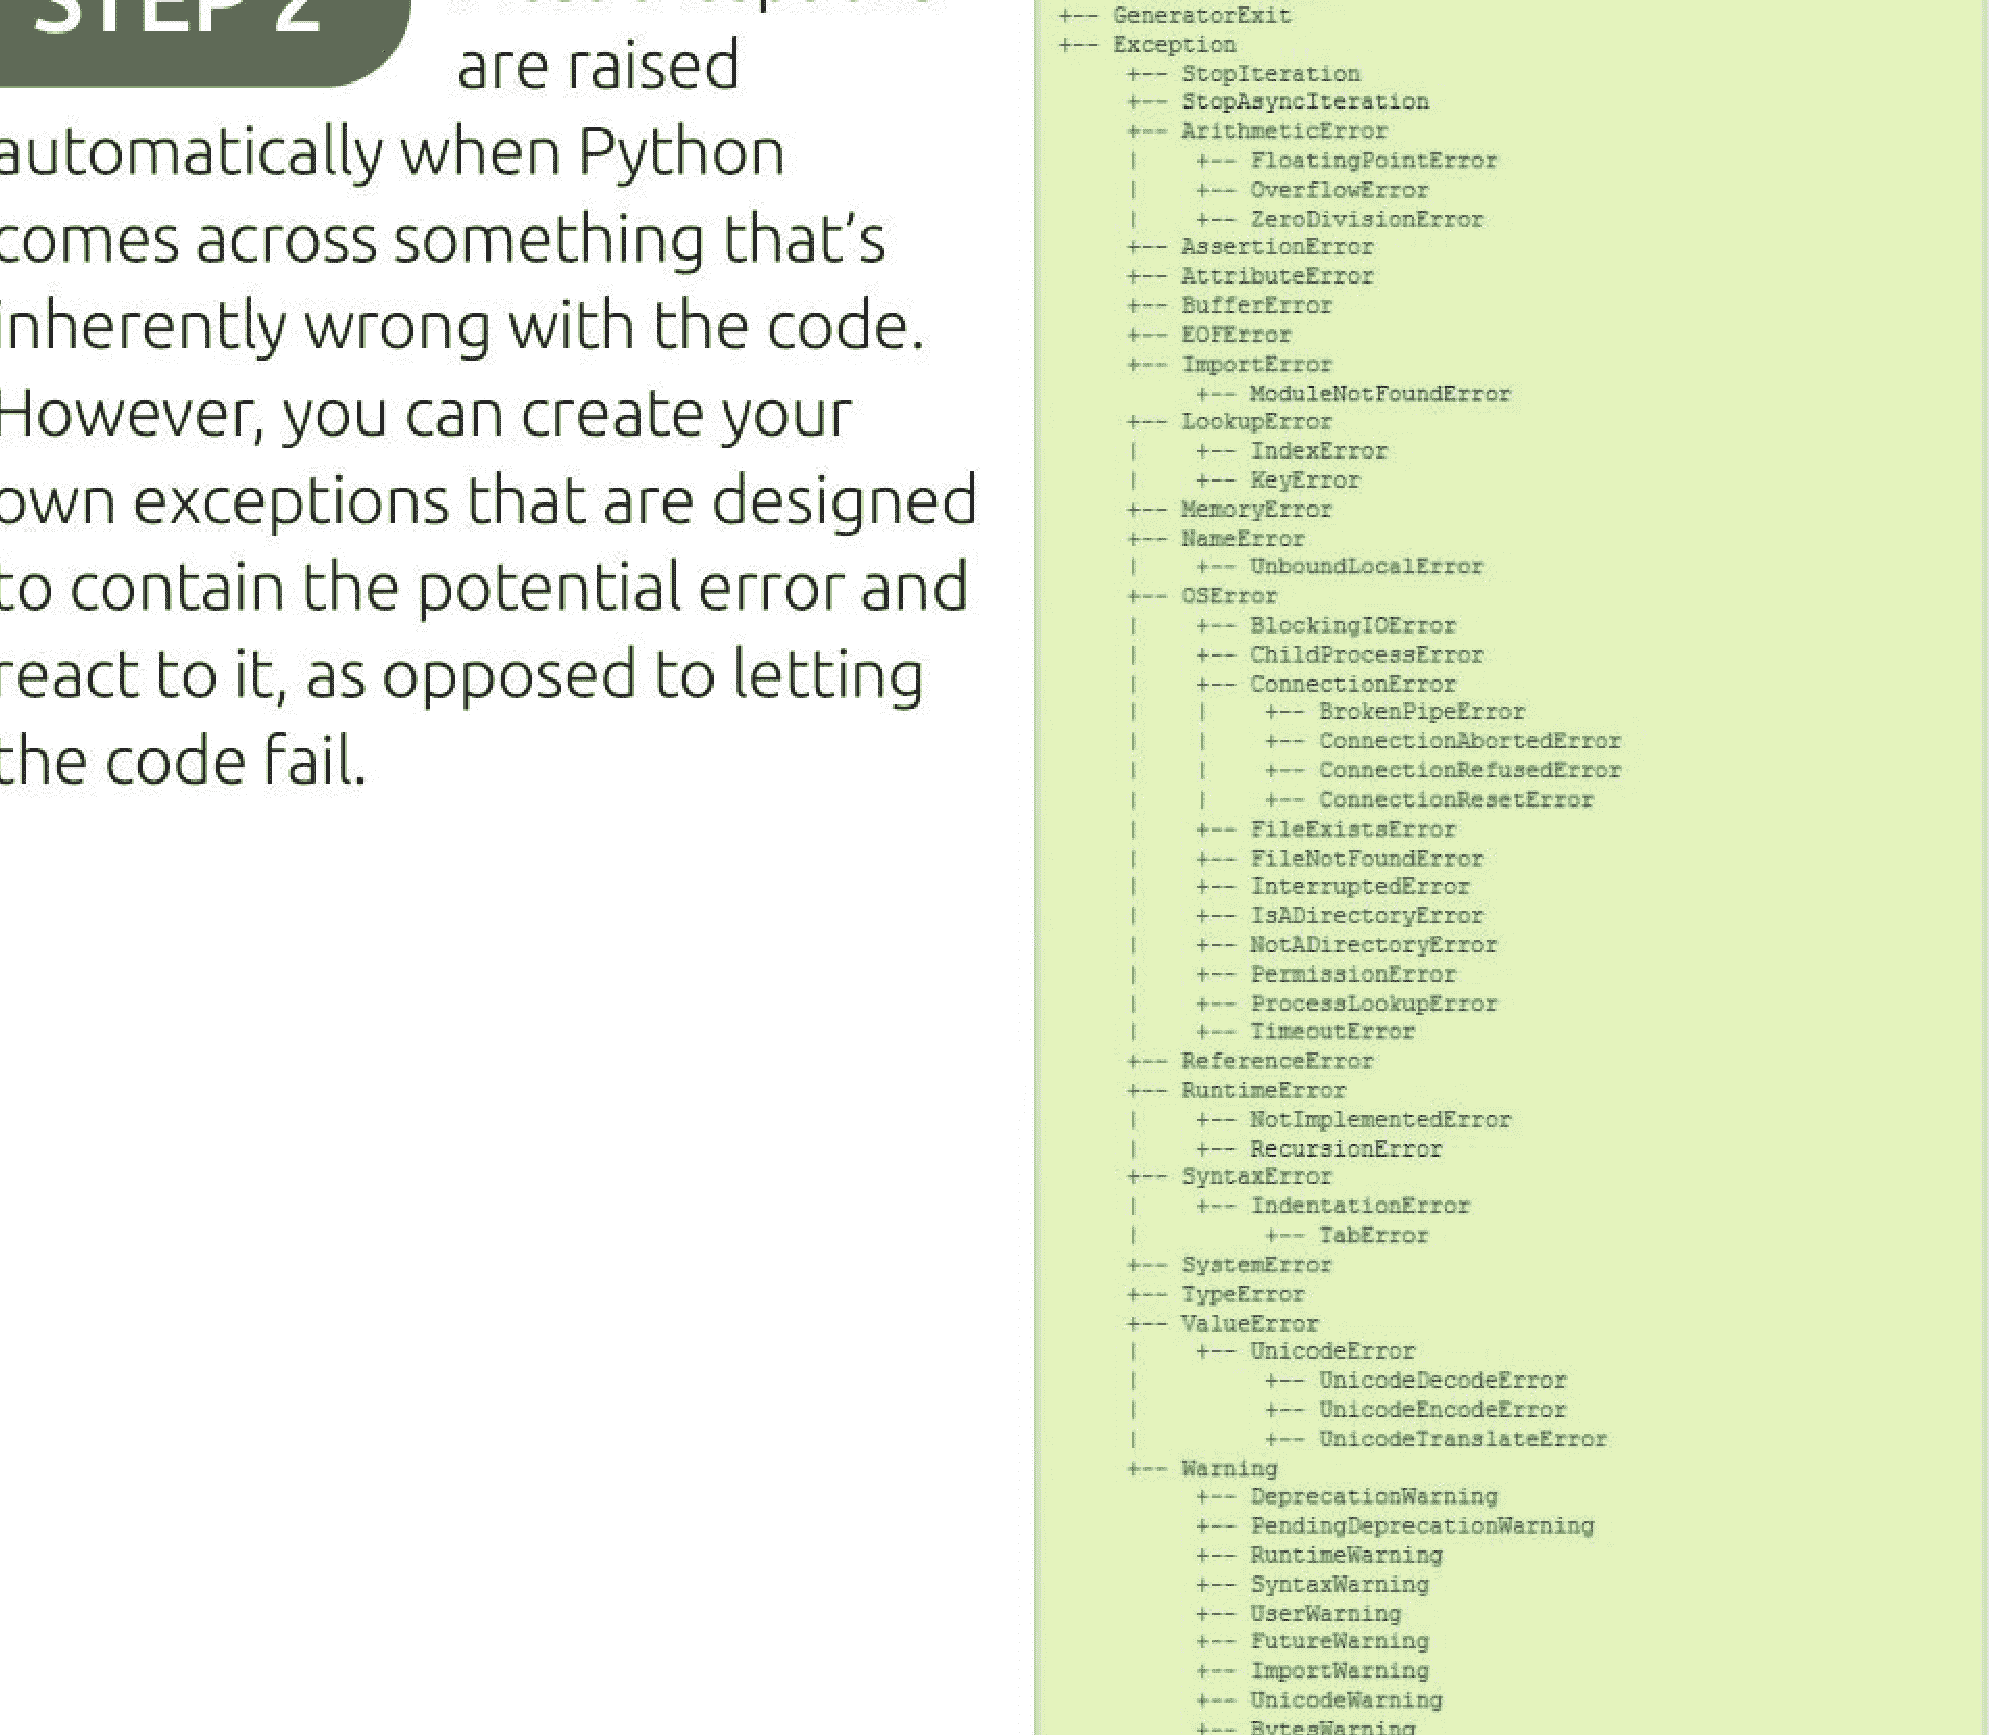 STEP 2
are raised
automatically when Python
comes across something that’s
inherently wrong with the code.
However, you can create your
own exceptions that are designed
to contain the potential error and
react to it, as opposed to letting
the code fail.
+-- GeneratorExit
+-- Exception
     +-- StopIteration
     +-- StopAsyncIteration
     +-- ArithmeticError
     |    +-- FloatingPointError
     |    +-- OverflowError
     |    +-- ZeroDivisionError
     +-- AssertionError
     +-- AttributeError
     +-- BufferError
     +-- EOFError
     +-- ImportError
          +-- ModuleNotFoundError
     +-- LookupError
     |    +-- IndexError
     |    +-- KeyError
     +-- MemoryError
     +-- NameError
     |    +-- UnboundLocalError
     +-- OSError
     |    +-- BlockingIOError
     |    +-- ChildProcessError
     |    +-- ConnectionError
     |    |    +-- BrokenPipeError
     |    |    +-- ConnectionAbortedError
     |    |    +-- ConnectionRefusedError
     |    |    +-- ConnectionResetError
     |    +-- FileExistsError
     |    +-- FileNotFoundError
     |    +-- InterruptedError
     |    +-- IsADirectoryError
     |    +-- NotADirectoryError
     |    +-- PermissionError
     |    +-- ProcessLookupError
     |    +-- TimeoutError
     +-- ReferenceError
     +-- RuntimeError
     |    +-- NotImplementedError
     |    +-- RecursionError
     +-- SyntaxError
     |    +-- IndentationError
     |         +-- TabError
     +-- SystemError
     +-- TypeError
     +-- ValueError
     |    +-- UnicodeError
     |         +-- UnicodeDecodeError
     |         +-- UnicodeEncodeError
     |         +-- UnicodeTranslateError
     +-- Warning
          +-- DeprecationWarning
          +-- PendingDeprecationWarning
          +-- RuntimeWarning
          +-- SyntaxWarning
          +-- UserWarning
          +-- FutureWarning
          +-- ImportWarning
          +-- UnicodeWarning
          +-- BytesWarning